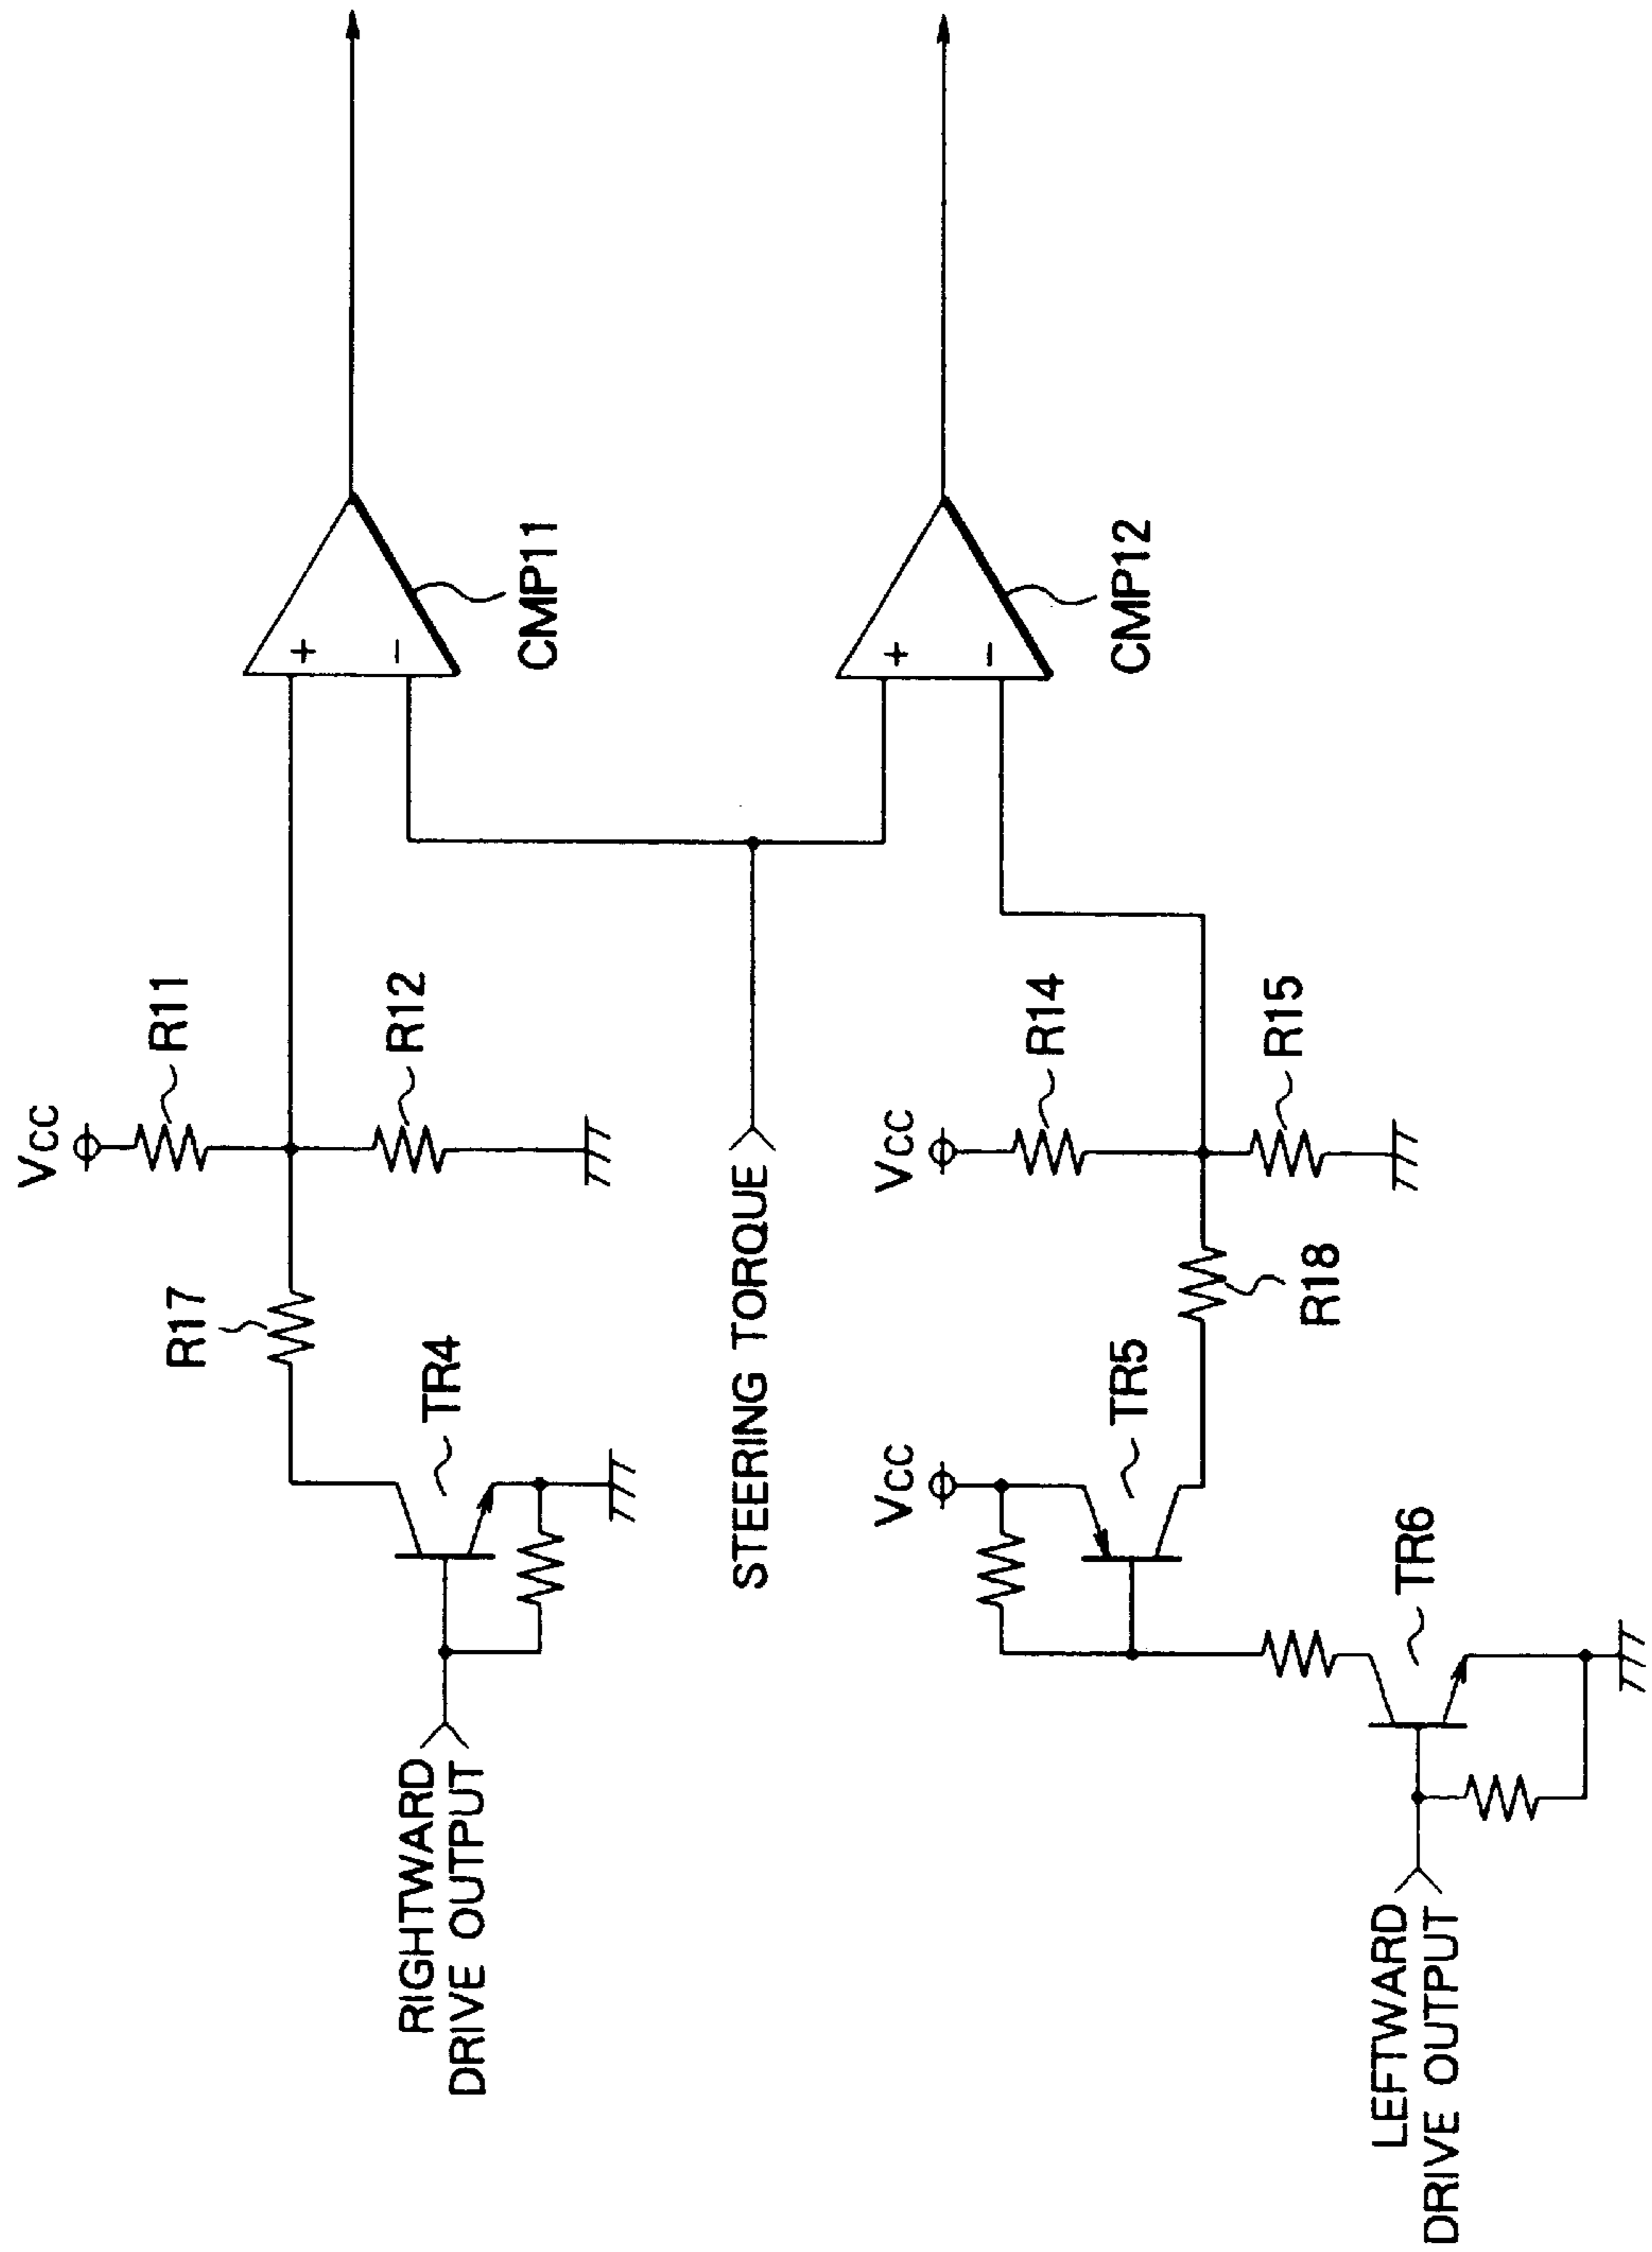 RIGHTWARD
DRIVE OUTPUT
TR4
R17
VCC
R11
R12
+
−
CMP11
STEERING TORQUE
LEFTWARD
DRIVE OUTPUT
TR6
VCC
TR5
R18
VCC
R14
R15
+
−
CMP12